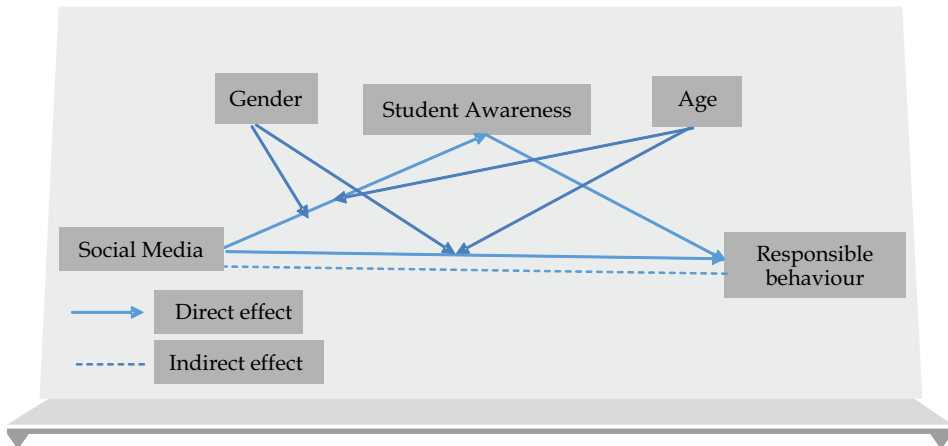 Gender
Student Awareness
Age
Social Media
Responsible
behaviour
Direct effect
Indirect effect